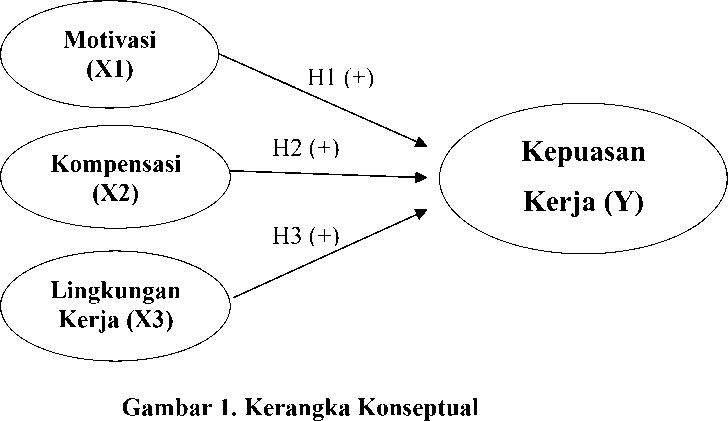 Motivasi
(X1)
H1 (+)
Kompensasi
(X2)
H2 (+)
Kepuasan
Kerja (Y)
H3 (+)
Lingkungan
Kerja (X3)
Gambar 1. Kerangka Konseptual